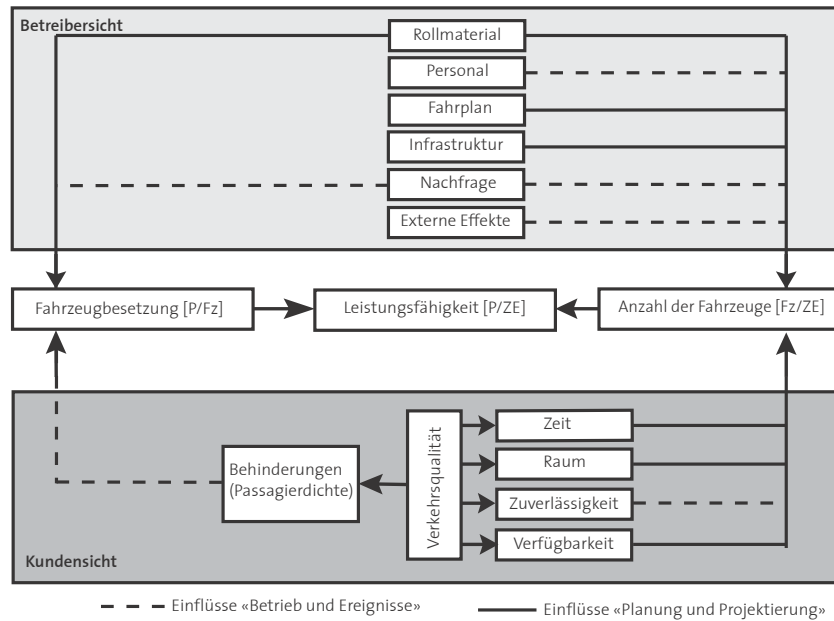 Betreibersicht
Rollmaterial
Personal
Fahrplan
Infrastruktur
Nachfrage
Externe Effekte
Fahrzeugbesetzung [P/Fz]
Leistungsfähigkeit [P/ZE]
Anzahl der Fahrzeuge [Fz/ZE]
Behinderungen
(Passagierdichte)
Verkehrsqualität
Zeit
Raum
Zuverlässigkeit
Verfügbarkeit
Kundensicht
Einflüsse «Betrieb und Ereignisse»
Einflüsse «Planung und Projektierung»